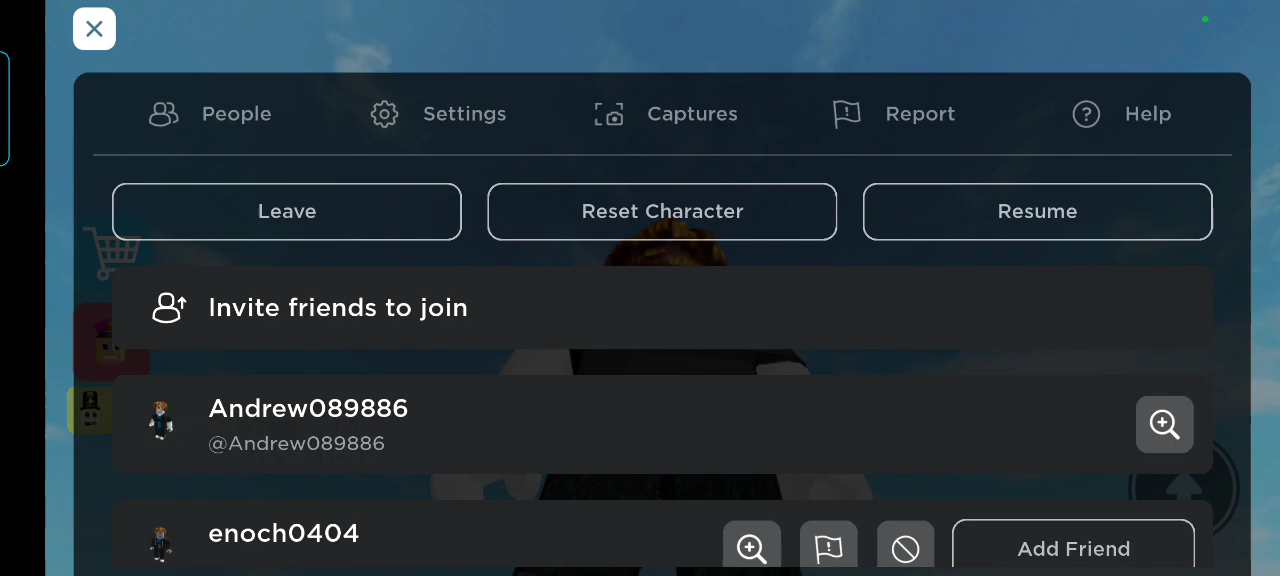 People
Settings
Captures
Report
Help
Leave
Reset Character
Resume
Invite friends to join
Andrew089886
@Andrew089886
enoch0404
Add Friend